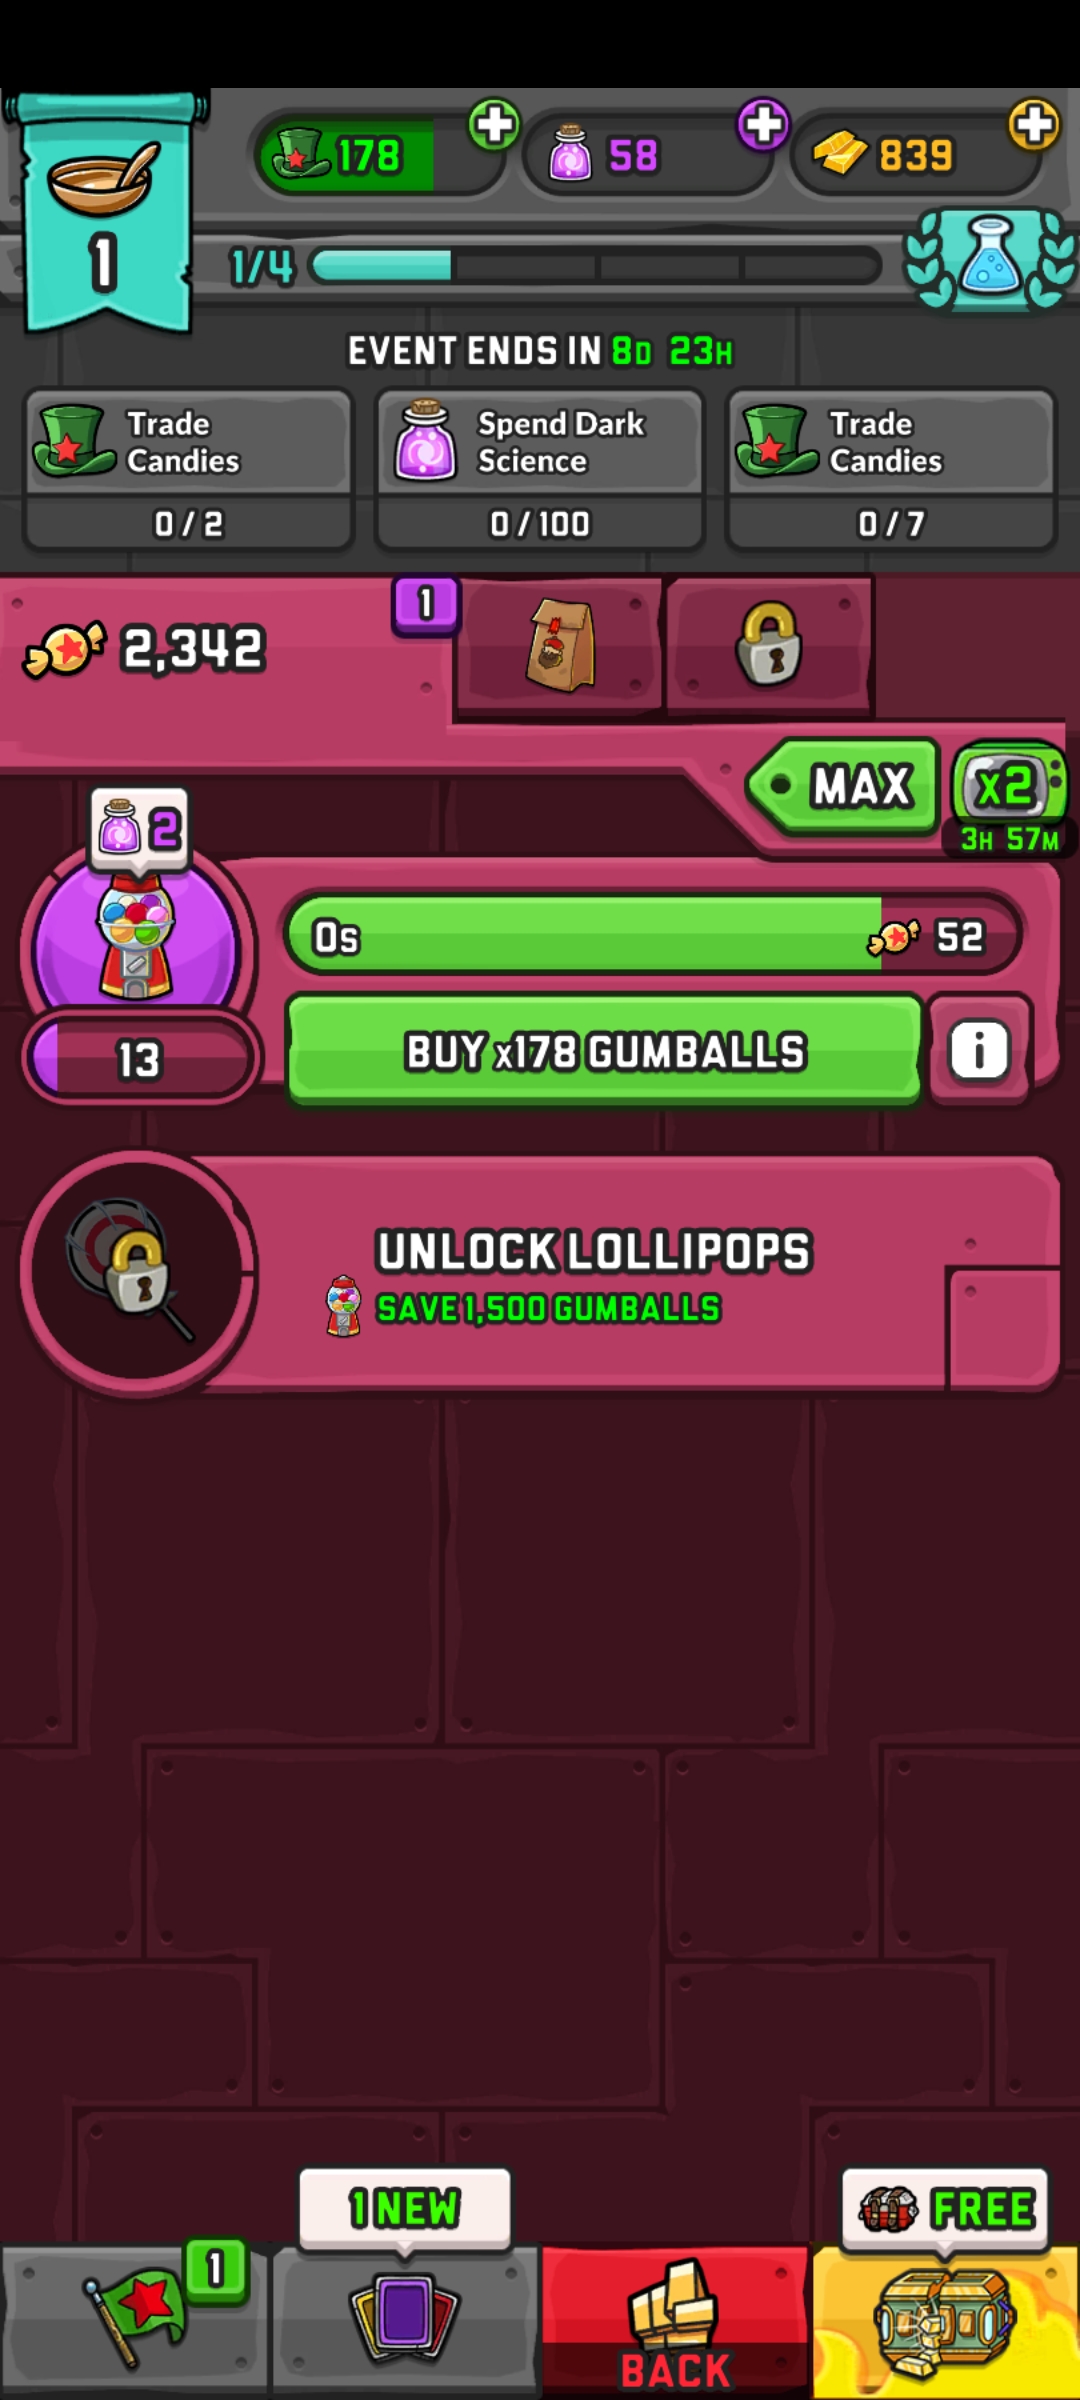 178
58
839
1
1/4
EVENT ENDS IN 8D 23H
Trade
Candies
0 / 2
Spend Dark
Science
0 / 100
Trade
Candies
0 / 7
2,342
1
MAX
x2
3H 57M
2
0s
52
13
BUY x178 GUMBALLS
i
UNLOCK LOLLIPOPS
SAVE 1,500 GUMBALLS
1 NEW
FREE
1
BACK